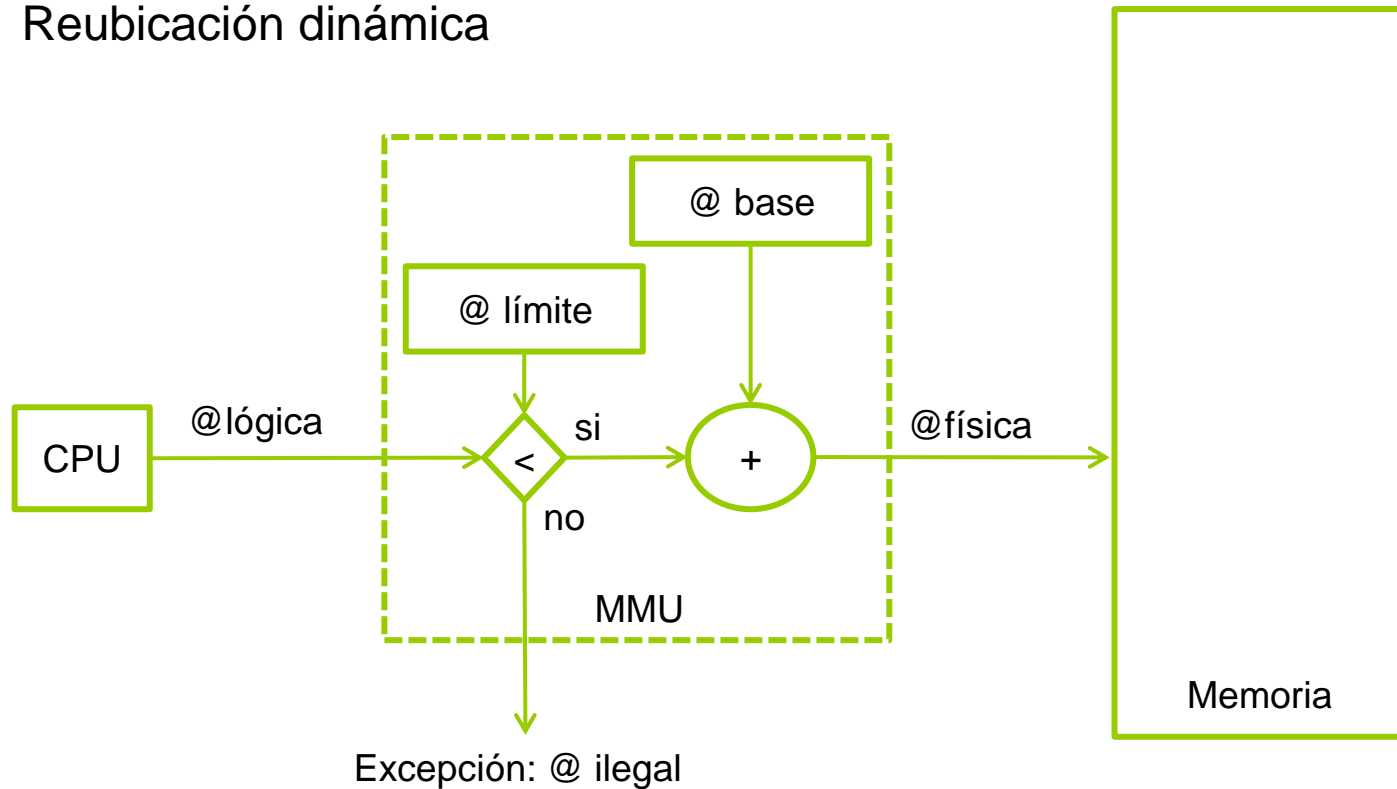 Reubicación dinámica
@ base
@ límite
CPU
@lógica
<
si
+
@física
no
MMU
Memoria
Excepción: @ ilegal